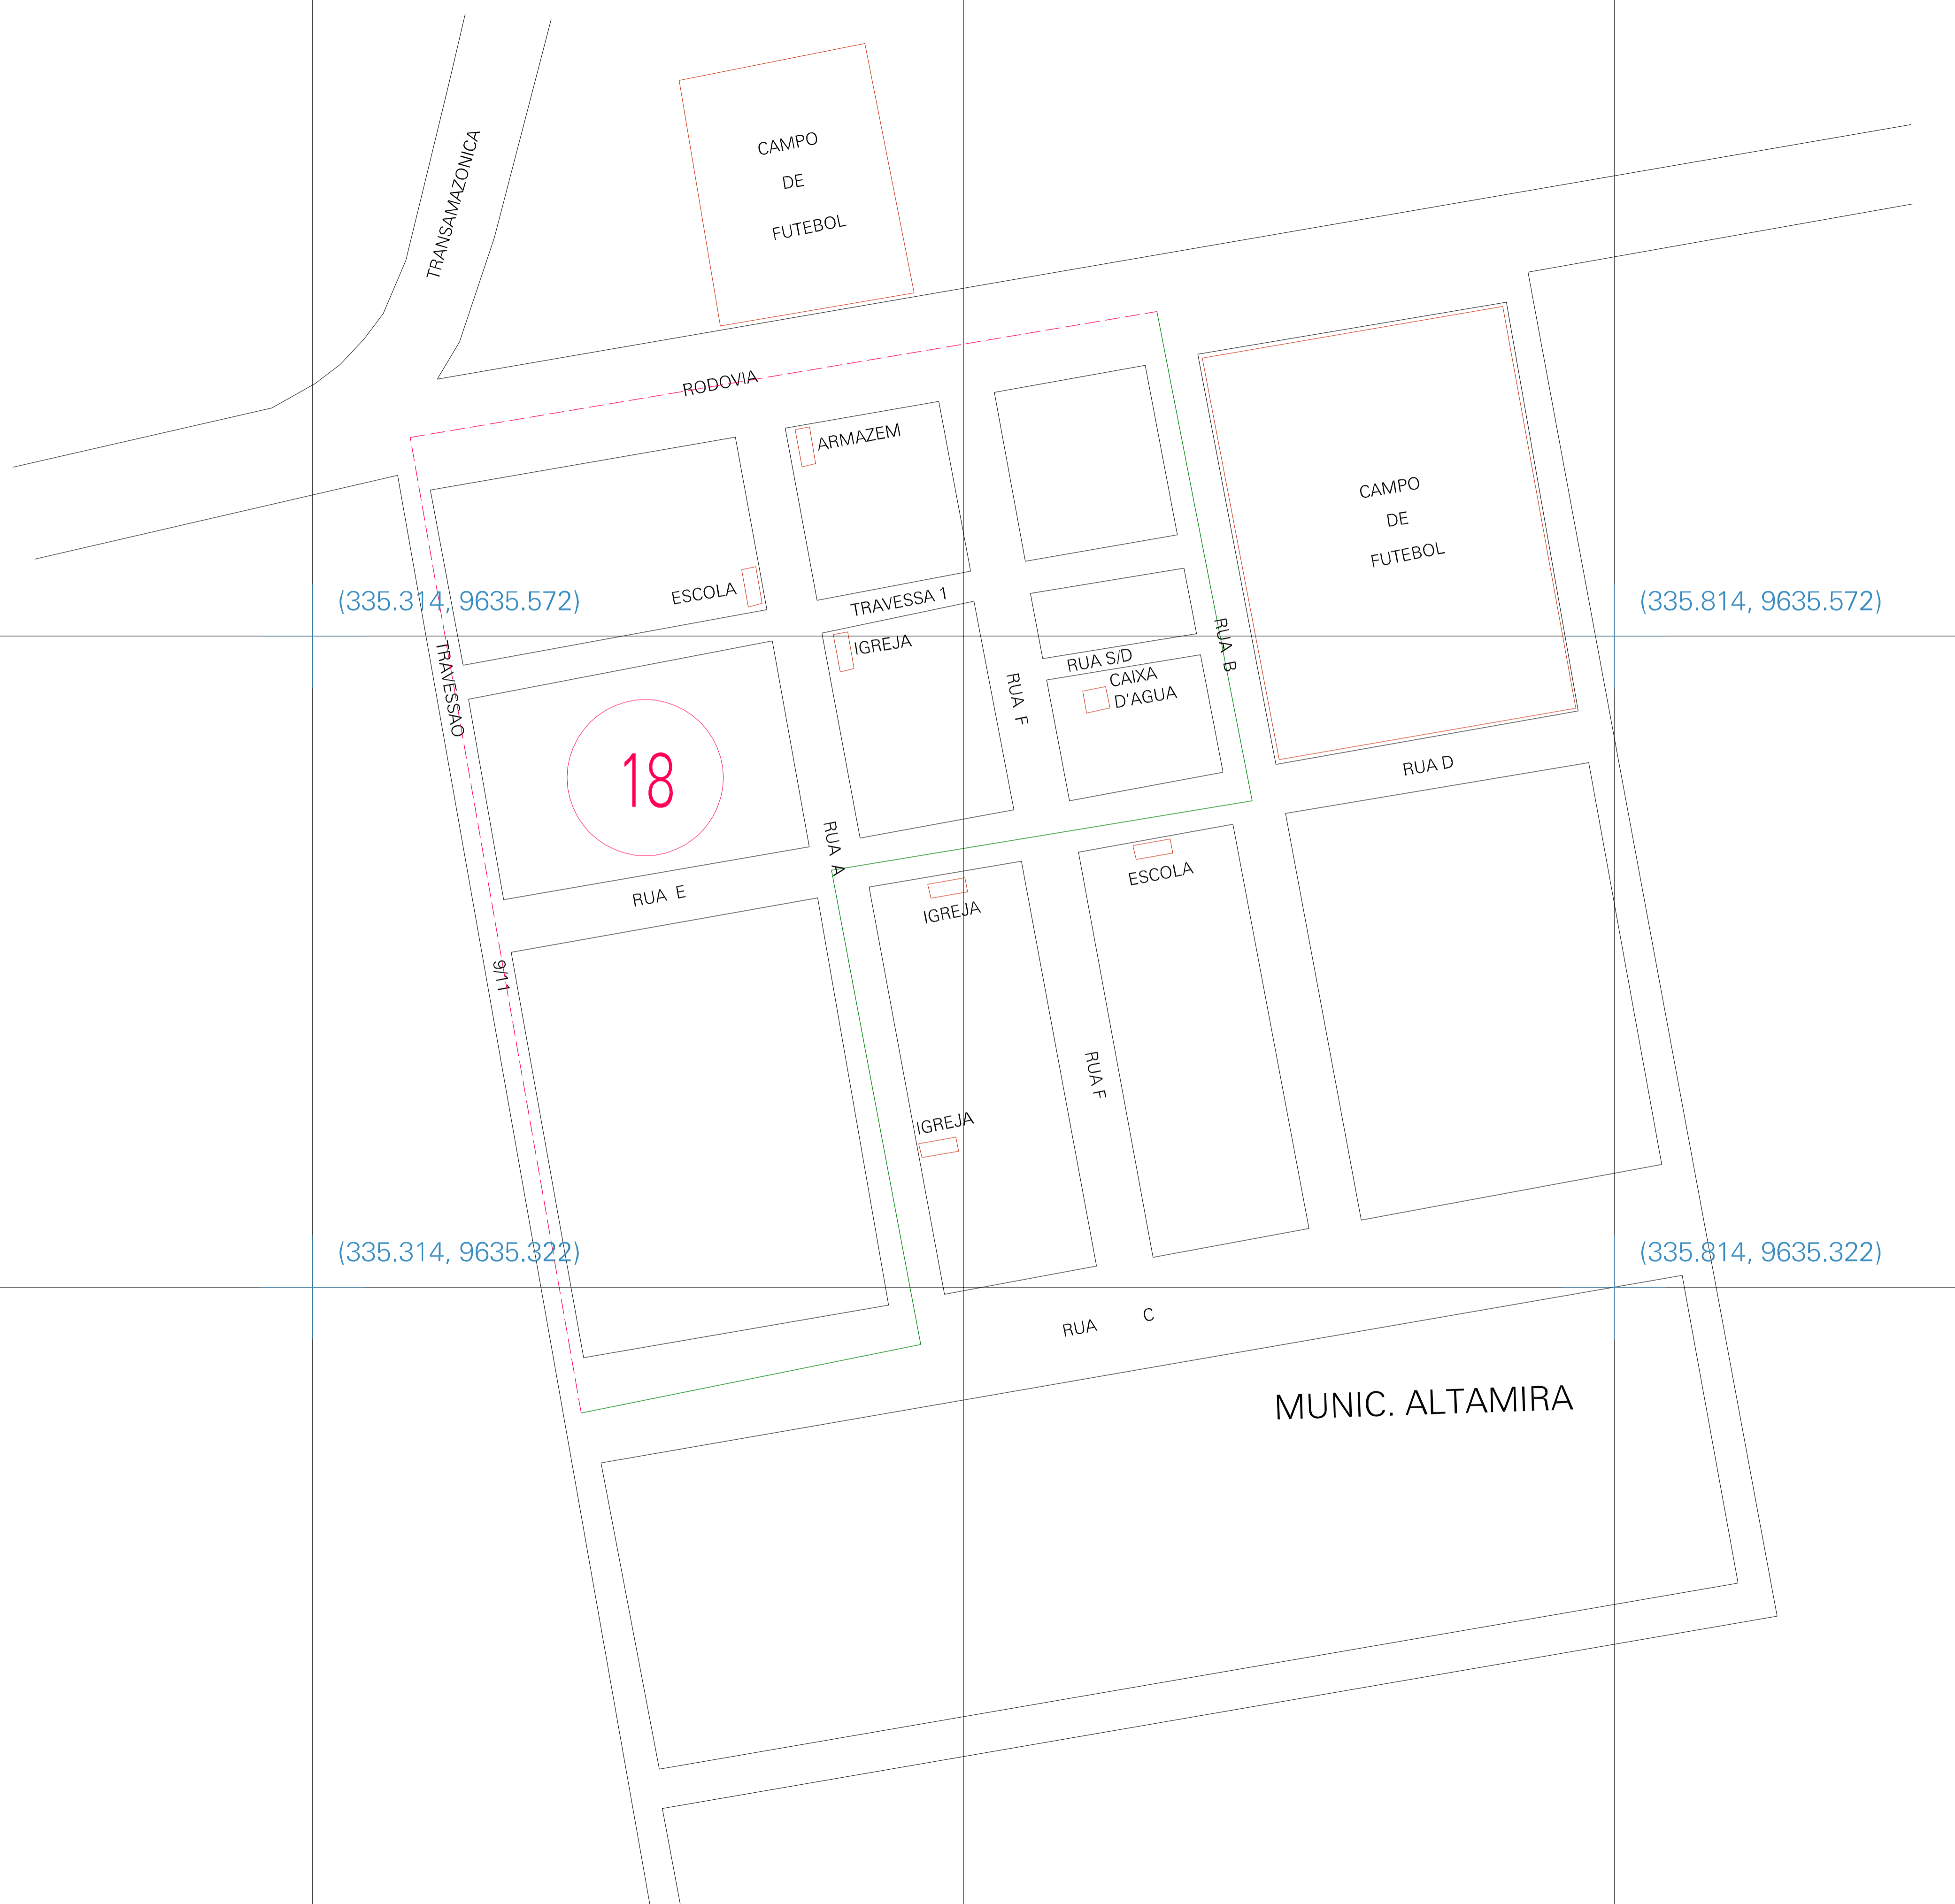 TRANSAMAZONICA
CAMPO
DE
FUTEBOL
RODOVIA
ARMAZEM
CAMPO
DE
FUTEBOL
(335.314, 9635.572)
ESCOLA
TRAVESSA 1
(335.814, 9635.572)
IGREJA
RUA B
RUA S/D
TRAVESSAO
RUA F
CAIXA
D'AGUA
18
RUA D
RUA A
RUA E
ESCOLA
IGREJA
9/11
RUA F
IGREJA
(335.314, 9635.322)
(335.814, 9635.322)
RUA C
MUNIC. ALTAMIRA